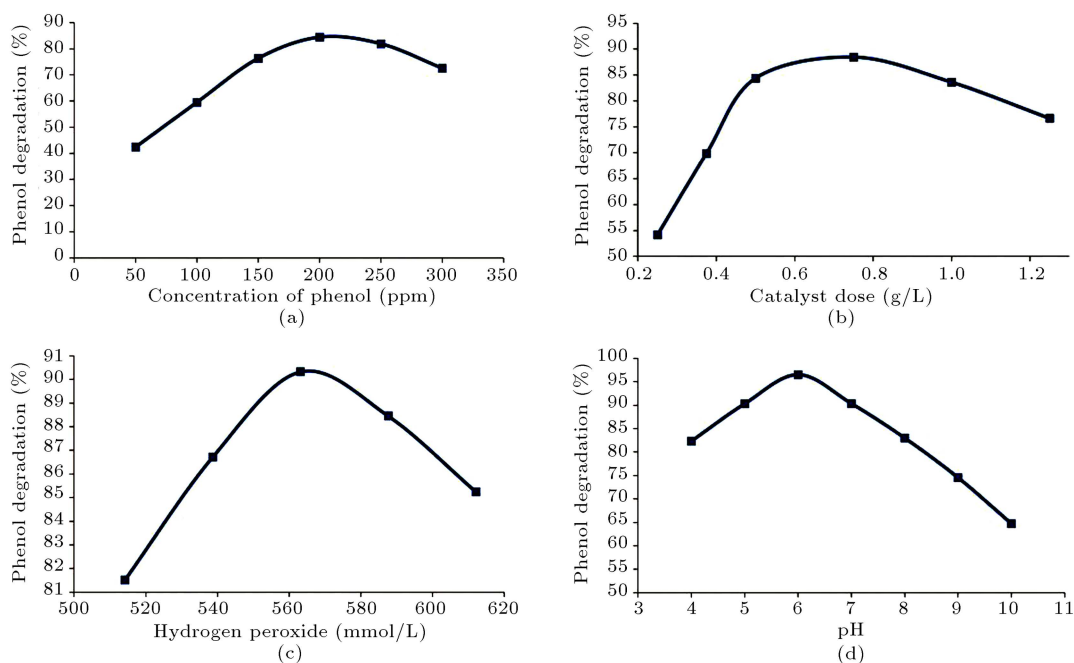 Phenol degradation (%)
90
80
70
60
50
40
30
20
10
0
0 50 100 150 200 250 300 350
Concentration of phenol (ppm)
(a)
Phenol degradation (%)
95
90
85
80
75
70
65
60
55
50
0.2 0.4 0.6 0.8 1.0 1.2
Catalyst dose (g/L)
(b)
Phenol degradation (%)
91
90
89
88
87
86
85
84
83
82
81
500 520 540 560 580 600 620
Hydrogen peroxide (mmol/L)
(c)
Phenol degradation (%)
100
95
90
85
80
75
70
65
60
55
50
3 4 5 6 7 8 9 10 11
pH
(d)